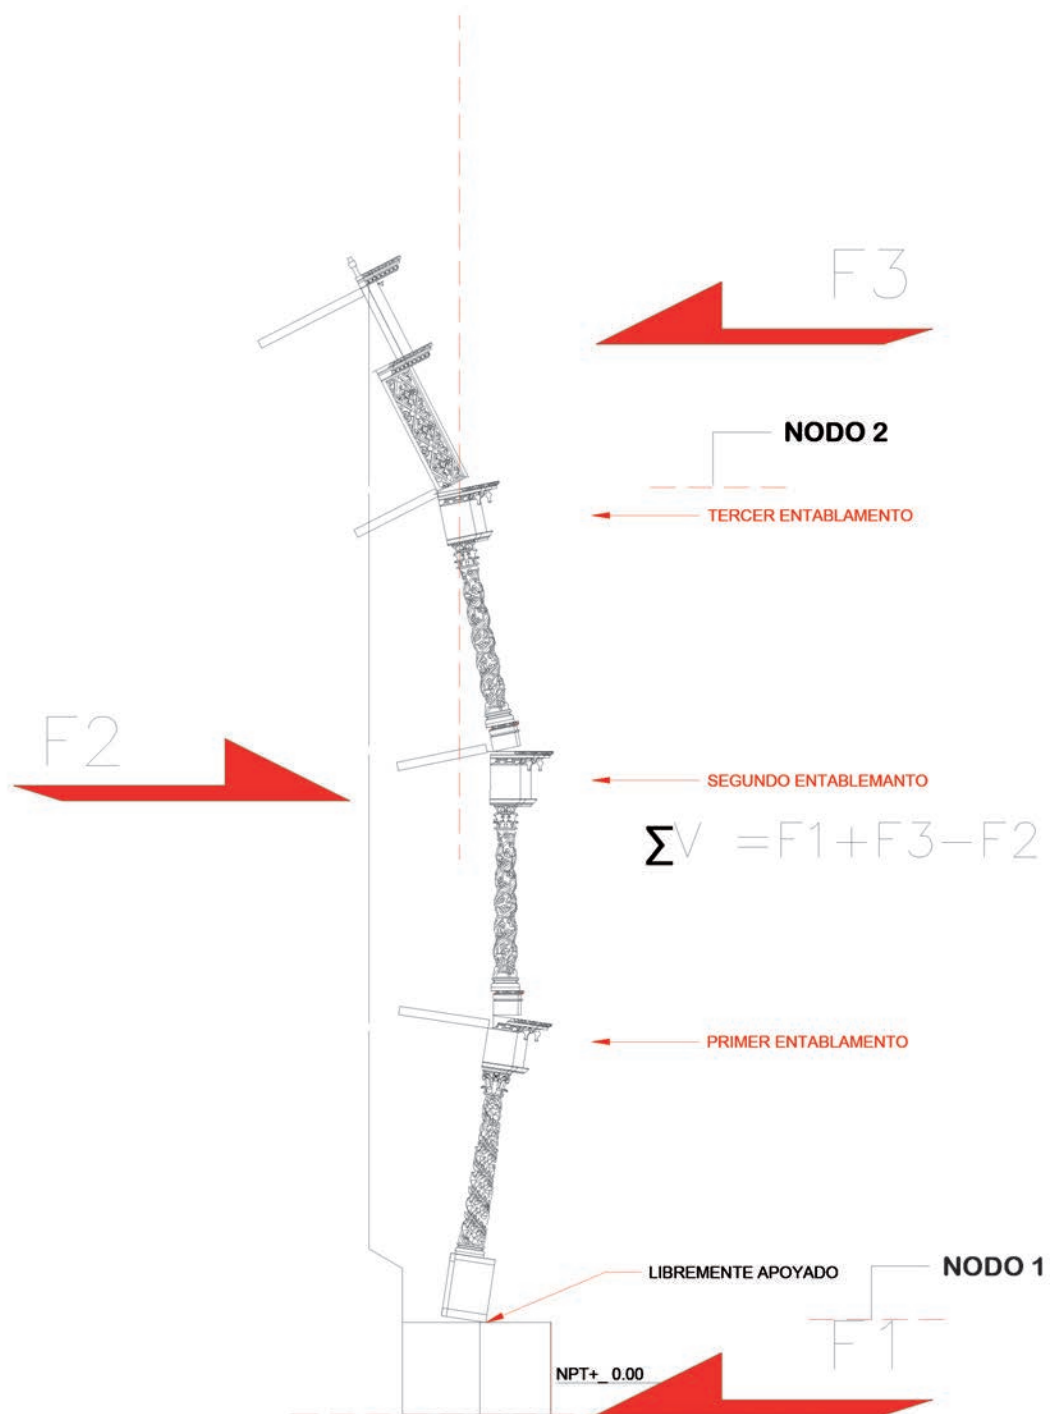 F3
NODO 2
TERCER ENTABLAMENTO
F2
SEGUNDO ENTABLEMANTO
∑V =F1+F3-F2
PRIMER ENTABLAMENTO
LIBREMENTE APOYADO
NODO 1
F1
NPT+_ 0.00